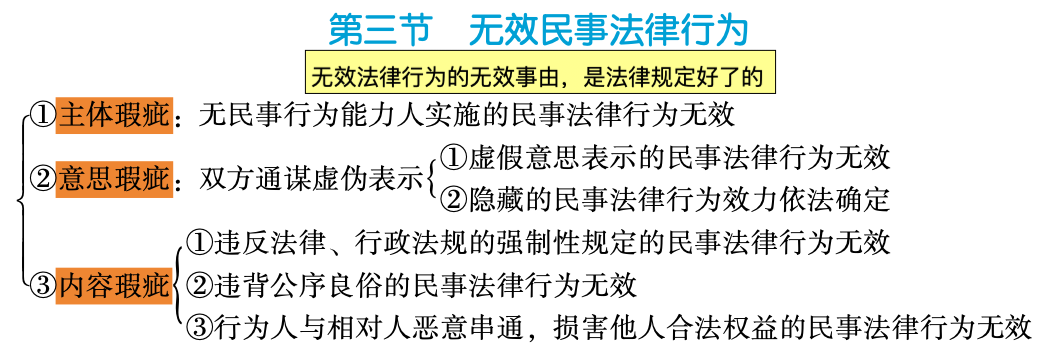 第三节 无效民事法律行为
无效法律行为的无效事由，是法律规定好了的
①主体瑕疵：无民事行为能力人实施的民事法律行为无效
②意思瑕疵：双方通谋虚伪表示
①虚假意思表示的民事法律行为无效
②隐藏的民事法律行为效力依法确定
③内容瑕疵
①违反法律、行政法规的强制性规定的民事法律行为无效
②违背公序良俗的民事法律行为无效
③行为人与相对人恶意串通，损害他人合法权益的民事法律行为无效